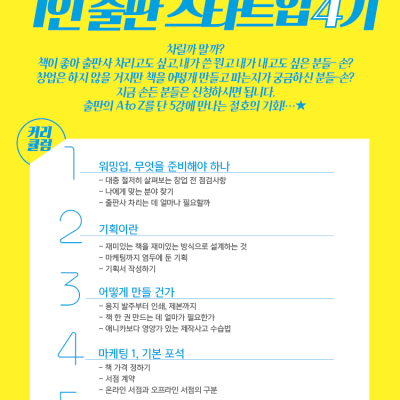 1인 출판 스타트업 4기
차릴까 말까?
책이 좋아 출판사 차리고도 싶고, 내가 쓴 원고 내가 내고도 싶은 분들- 손?
창업은 하지 않을 거지만 책을 어떻게 만들고 파는지가 궁금하신 분들-손?
지금 손든 분들은 신청하시면 됩니다.
출판의 A to Z를 단 5강에 만나는 절호의 기회!…★
커리
큘럼
1
워밍업, 무엇을 준비해야 하나
- 대충 철저히 살펴보는 창업 전 점검사항
- 나에게 맞는 분야 찾기
- 출판사 차리는 데 얼마나 필요할까
2
기획이란
- 재미있는 책을 재미있는 방식으로 설계하는 것
- 마케팅까지 염두에 둔 기획
- 기획서 작성하기
3
어떻게 만들 건가
- 용지 발주부터 인쇄, 제본까지
- 책 한 권 만드는 데 얼마가 필요한가
- 메니카보다 영양가 있는 제작사고 수습법
4
마케팅 1, 기본 포석
- 책 가격 정하기
- 서점 계약
- 온라인 서점과 오프라인 서점의 구분